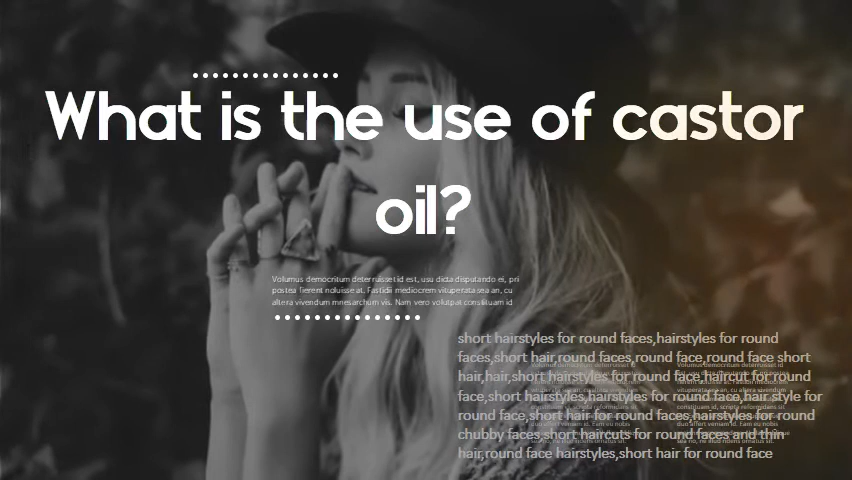 What is the use of castor
oil?
Volumus democritum deterruisset id est, usu dicta disputando ei, pri
postea fierent noluisse at. Fastidii mediocrem vituperata sea an, cu
altera vivendum mnesarchum vis. Nam vero volutpat constituam id
short hairstyles for round faces,hairstyles for round
faces,short hair,round faces,round face,round face short
hair,hair,short hairstyles for round face,haircut for round
face,short hairstyles,hairstyles for round face,hair style for
round face,short hair for round faces,hairstyles for round
chubby faces,short haircuts for round faces and thin
hair,round face hairstyles,short hair for round face